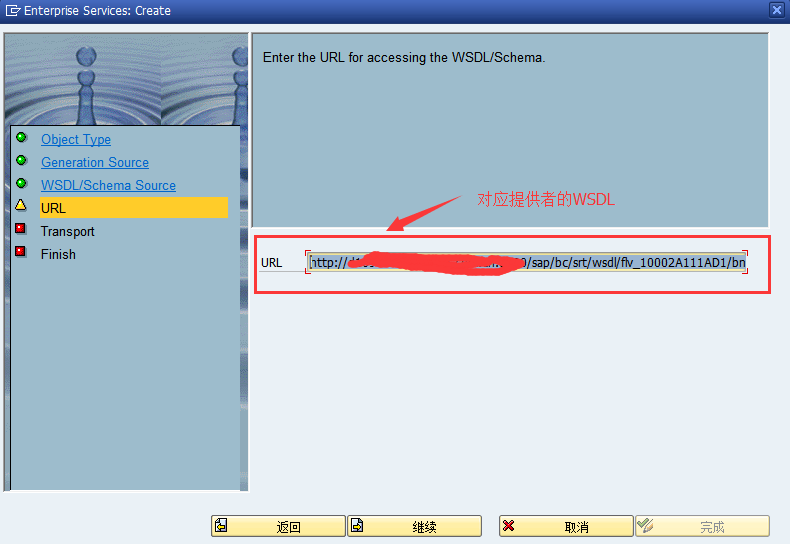 Enterprise Services: Create
Enter the URL for accessing the WSDL/Schema.
Object Type
Generation Source
WSDL/Schema Source
URL
Transport
Finish
对应提供者的WSDL
URL http://d /sap/bc/srt/wsdl/flv_10002A111AD1/bn
返回 继续 取消 完成